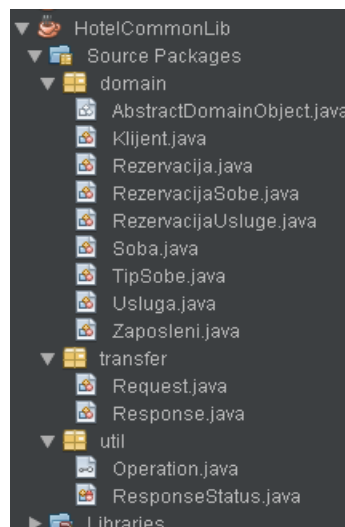 HotelCommonLib
Source Packages
domain
AbstractDomainObject.java
Klijent.java
Rezervacija.java
RezervacijaSobe.java
RezervacijaUsluge.java
Soba.java
TipSobe.java
Usluga.java
Zaposleni.java
transfer
Request.java
Response.java
util
Operation.java
ResponseStatus.java
Libraries